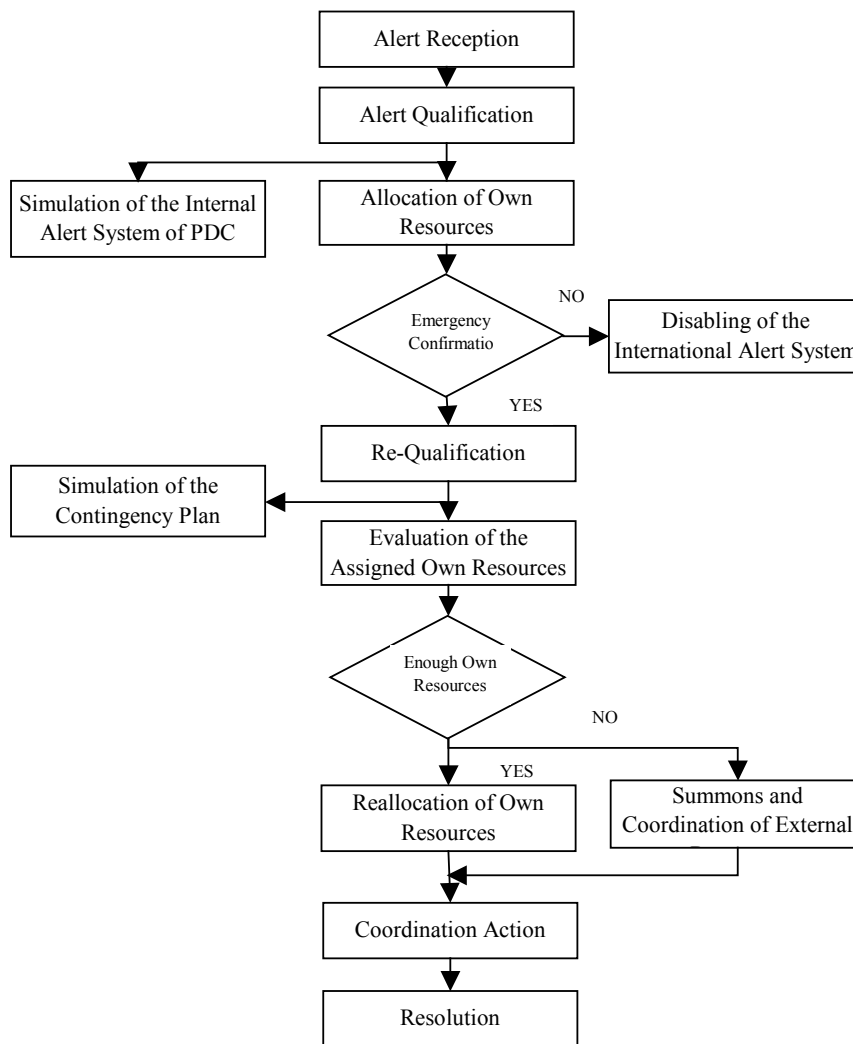 Alert Reception
Alert Qualification
Simulation of the Internal
Alert System of PDC
Allocation of Own
Resources
Emergency
Confirmatio
NO
Disabling of the
International Alert System
YES
Re-Qualification
Simulation of the
Contingency Plan
Evaluation of the
Assigned Own Resources
Enough Own
Resources
NO
YES
Reallocation of Own
Resources
Summons and
Coordination of External
Coordination Action
Resolution